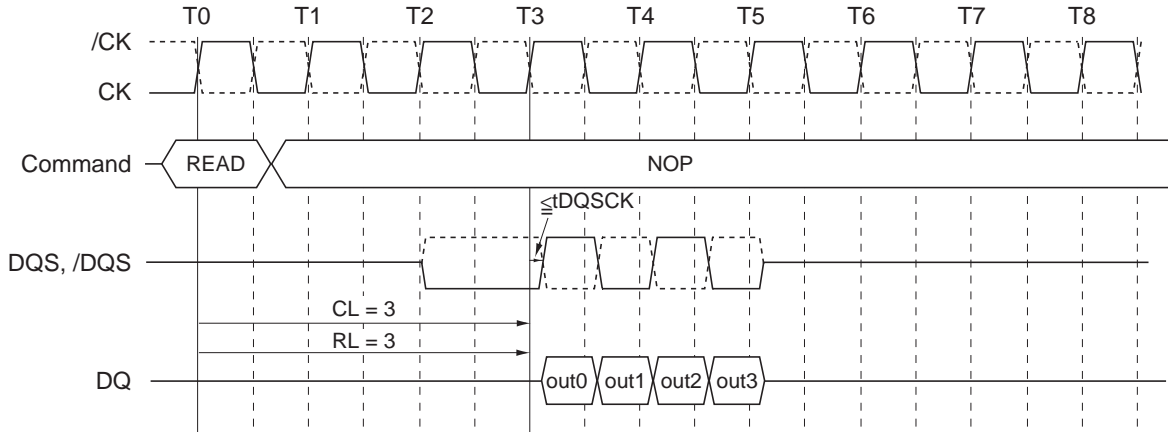 T0 T1 T2 T3 T4 T5 T6 T7 T8
/CK
CK
Command READ NOP
≦tDQSCK
DQS, /DQS
CL = 3
RL = 3
DQ out0 out1 out2 out3